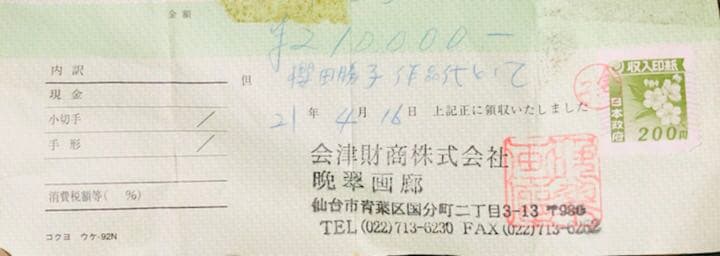 金額
¥210,000-
内訳
現金
小切手 /
手形 /
消費税額等( %)
コクヨ ウケ-92N
但 櫻田勝子 作品代として
21年 4月 16日 上記正に領収いたしました
会津財商株式会社
晩翠画廊
仙台市青葉区国分町二丁目3-13 〒980
TEL(022)713-6230 FAX(022)713-6262
収入印紙
日本政府
200円